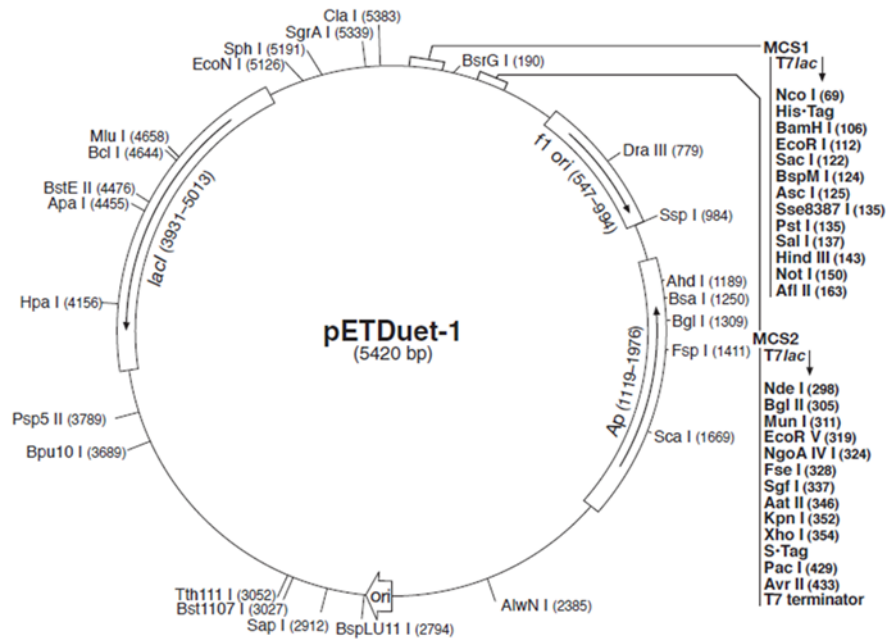 Cla I (5383)
SgrA I (5339)
Sph I (5191)
EcoN I (5126)
BsrG I (190)
MCS1
T7lac
Nco I (69)
His•Tag
BamH I (106)
EcoR I (112)
Sac I (122)
BspM I (124)
Asc I (125)
Sse8387 I (135)
Pst I (135)
Sal I (137)
Hind III (143)
Not I (150)
Afl II (163)
Mlu I (4658)
Bcl I (4644)
BstE II (4476)
Apa I (4455)
lacI (3931–5013)
Hpa I (4156)
f1 ori (547–994)
Dra III (779)
Ssp I (984)
Ahd I (1189)
Bsa I (1250)
Bgl I (1309)
Fsp I (1411)
Ap (1119–1976)
Sca I (1669)
pETDuet-1
(5420 bp)
MCS2
T7lac
Nde I (298)
Bgl II (305)
Mun I (311)
EcoR V (319)
NgoA IV I (324)
Fse I (328)
Sgf I (337)
Aat II (346)
Kpn I (352)
Xho I (354)
S•Tag
Pac I (429)
Avr II (433)
T7 terminator
Psp5 II (3789)
Bpu10 I (3689)
Tth111 I (3052)
Bst1107 I (3027)
Sap I (2912)
BspLU11 I (2794)
ori
AlwN I (2385)